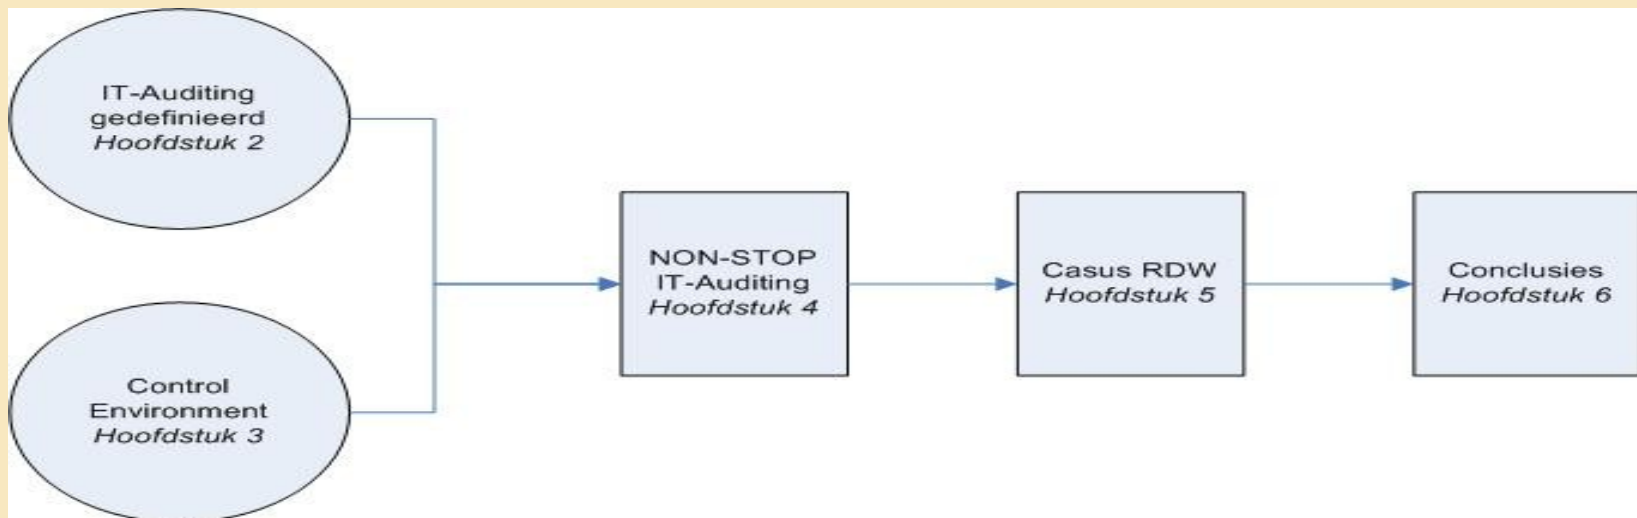 IT-Auditing
gedefinieerd
Hoofdstuk 2
Control
Environment
Hoofdstuk 3
NON-STOP
IT-Auditing
Hoofdstuk 4
Casus RDW
Hoofdstuk 5
Conclusies
Hoofdstuk 6